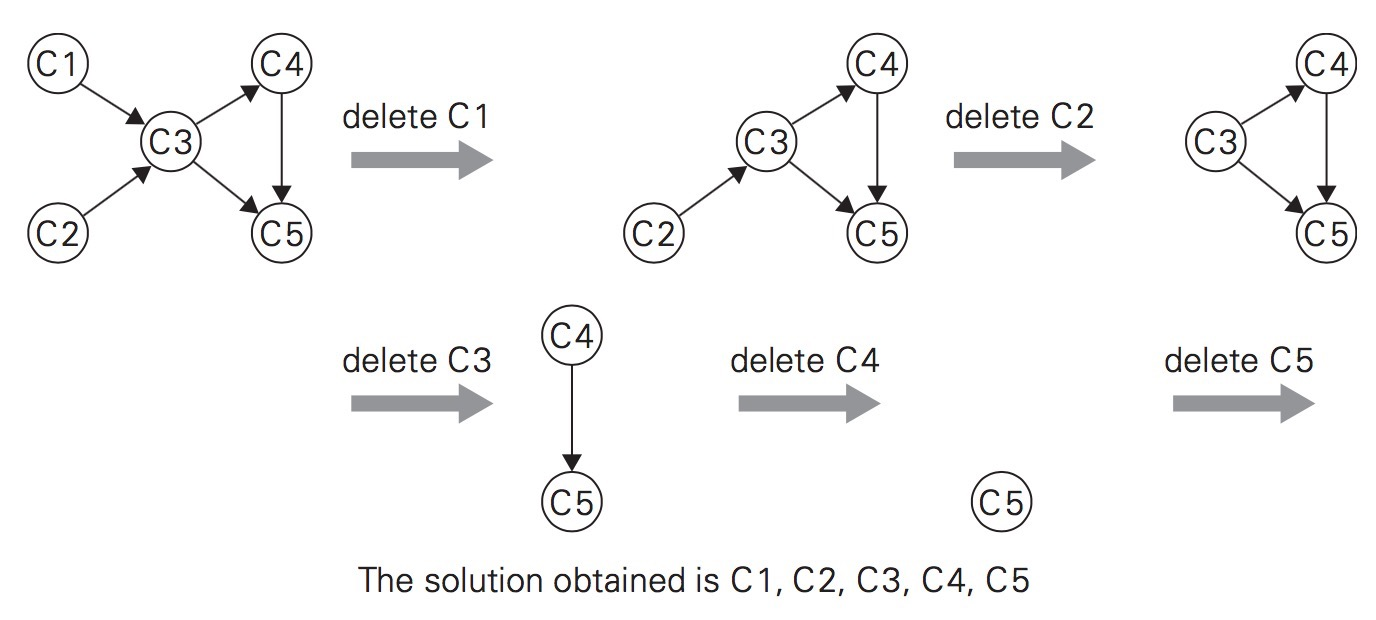 C1
C4
C3
C2
C5
delete C1
C4
C3
C2
C5
delete C2
C4
C3
C5
delete C3
C4
C5
delete C4
C5
delete C5
The solution obtained is C1, C2, C3, C4, C5